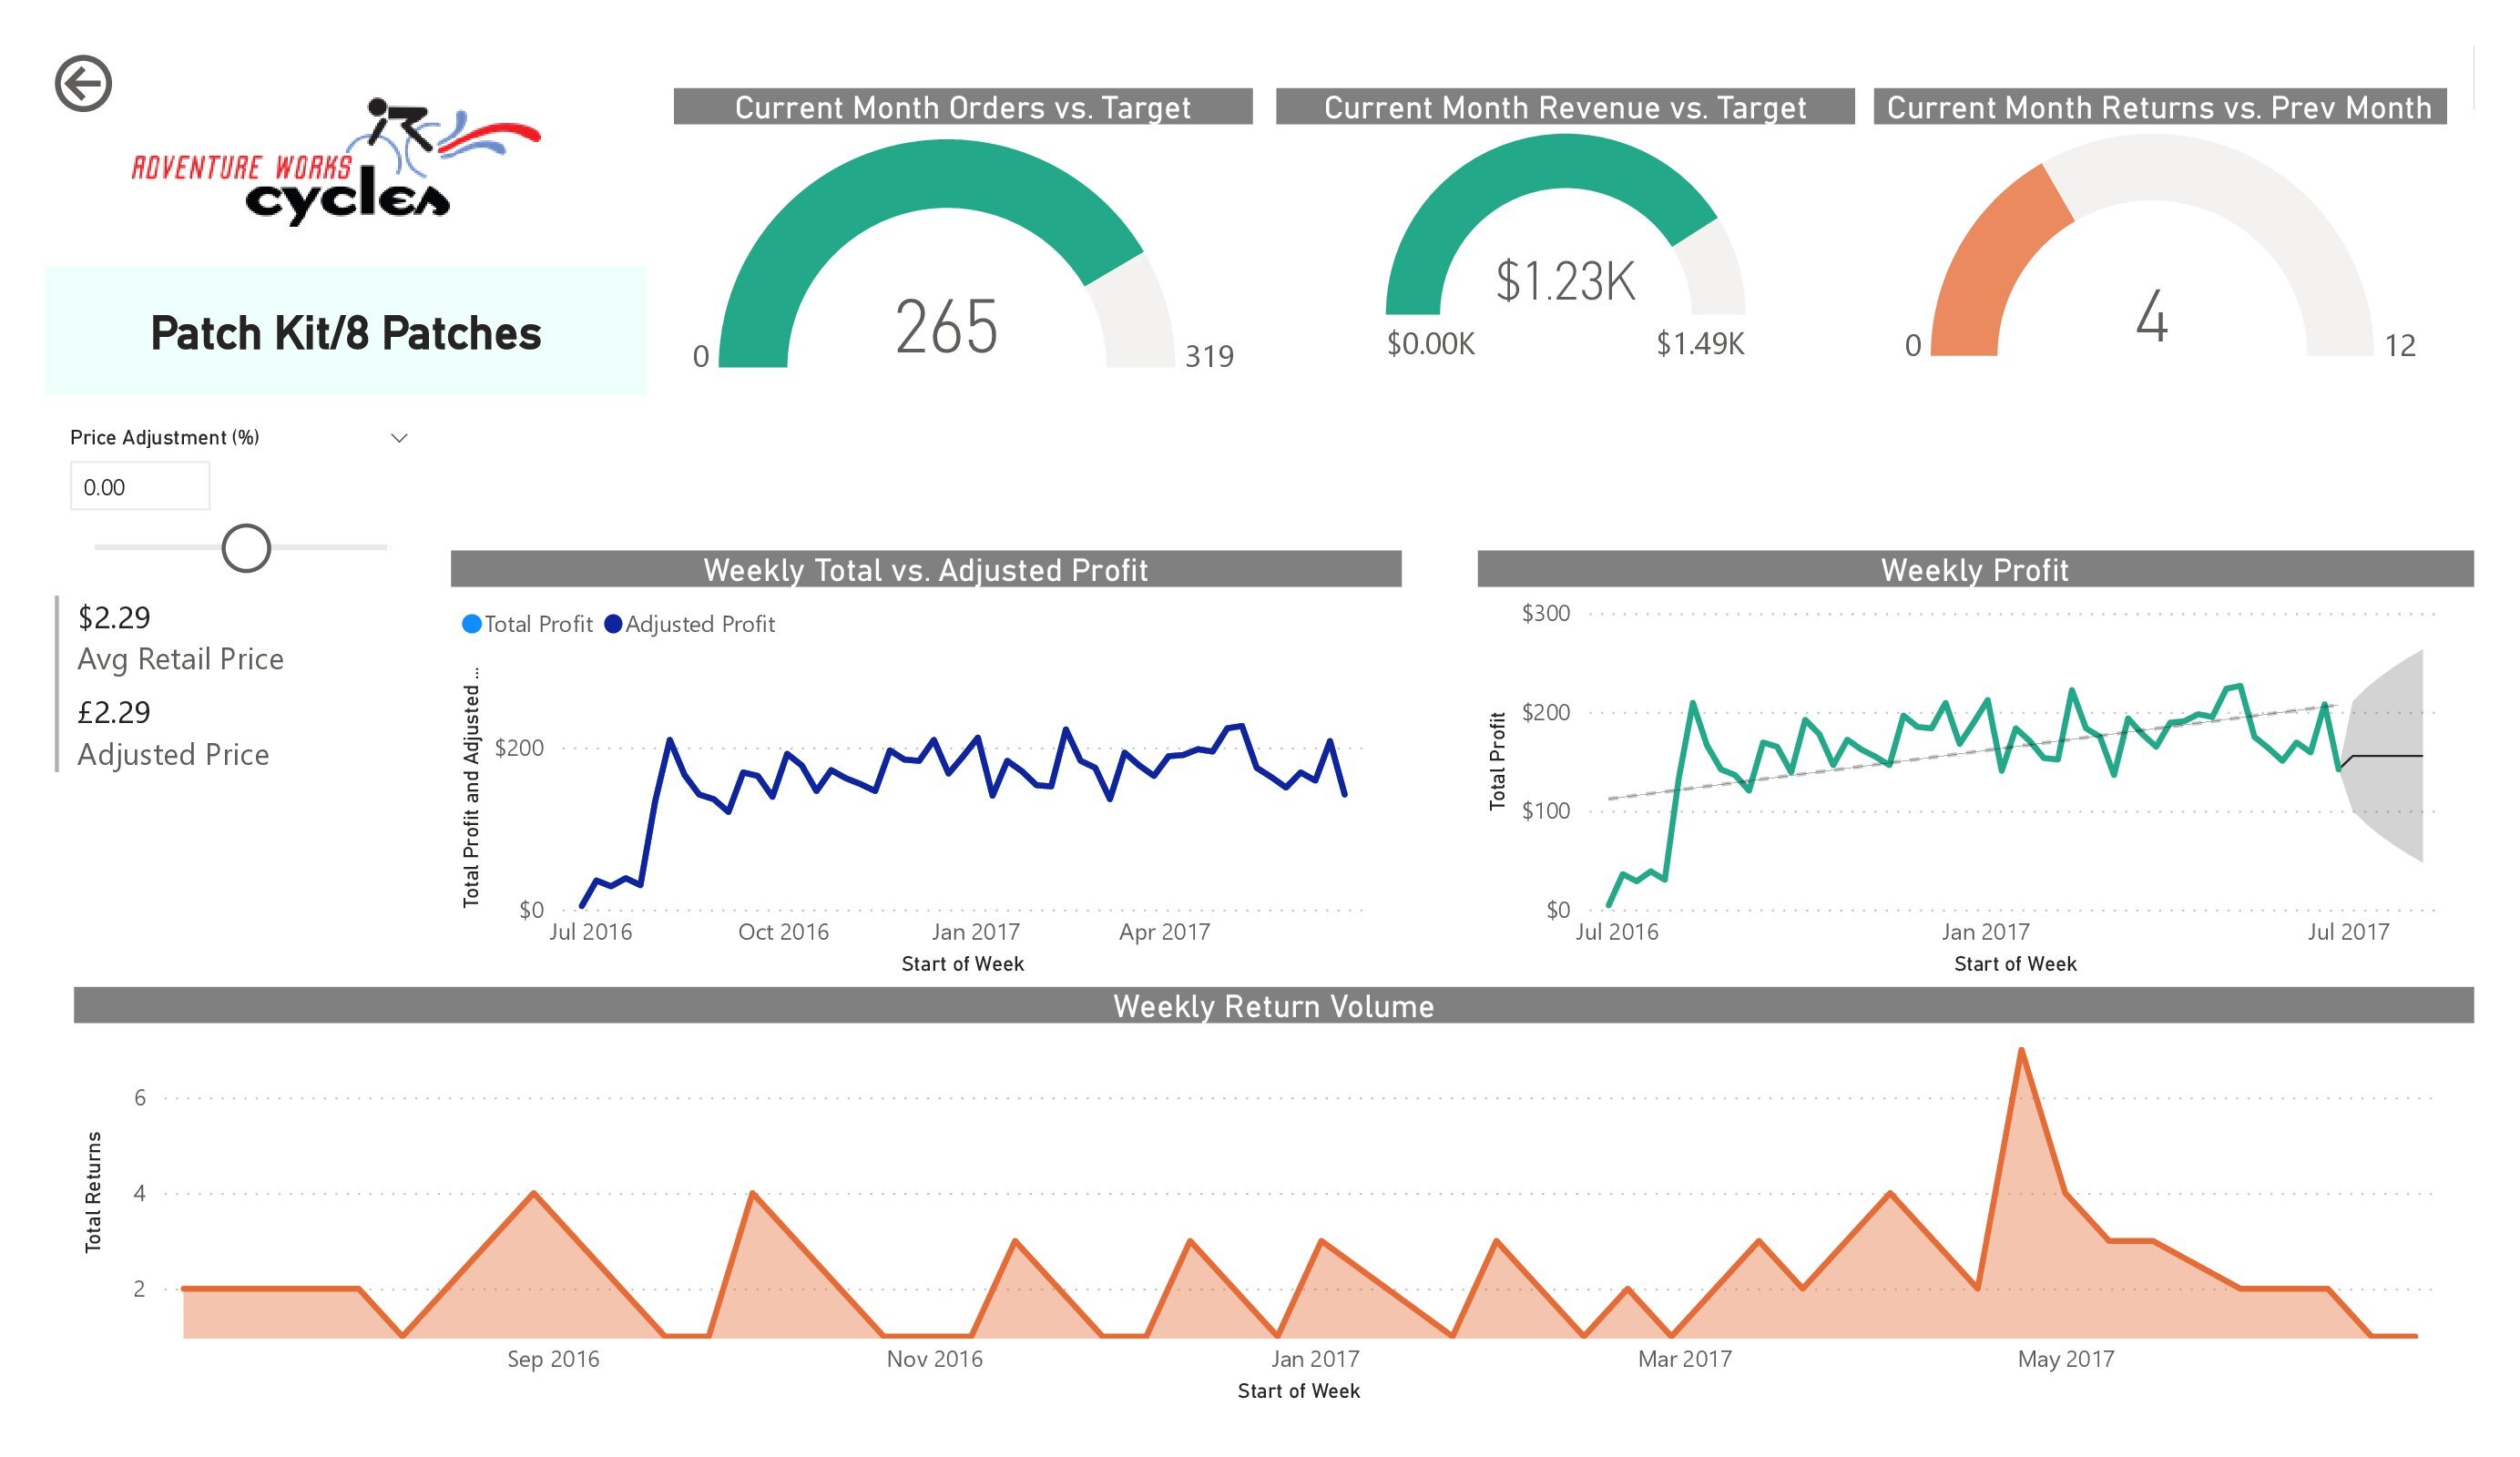 ADVENTURE WORKS
cycles
Patch Kit/8 Patches
Current Month Orders vs. Target
265
0
319
Current Month Revenue vs. Target
$1.23K
$0.00K
$1.49K
Current Month Returns vs. Prev Month
4
0
12
Price Adjustment (%)
0.00
$2.29
Avg Retail Price
£2.29
Adjusted Price
Weekly Total vs. Adjusted Profit
Total Profit
Adjusted Profit
Total Profit and Adjusted ...
$200
$0
Jul 2016
Oct 2016
Jan 2017
Apr 2017
Start of Week
Weekly Profit
Total Profit
$300
$200
$100
$0
Jul 2016
Jan 2017
Jul 2017
Start of Week
Weekly Return Volume
Total Returns
6
4
2
Sep 2016
Nov 2016
Jan 2017
Mar 2017
May 2017
Start of Week